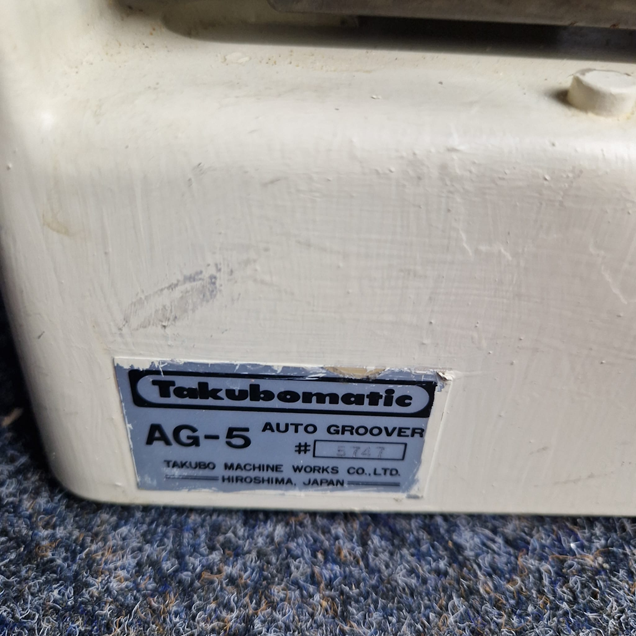 Takubomatic
AG-5 AUTO GROOVER
# 5747
TAKUBO MACHINE WORKS CO., LTD.
HIROSHIMA, JAPAN